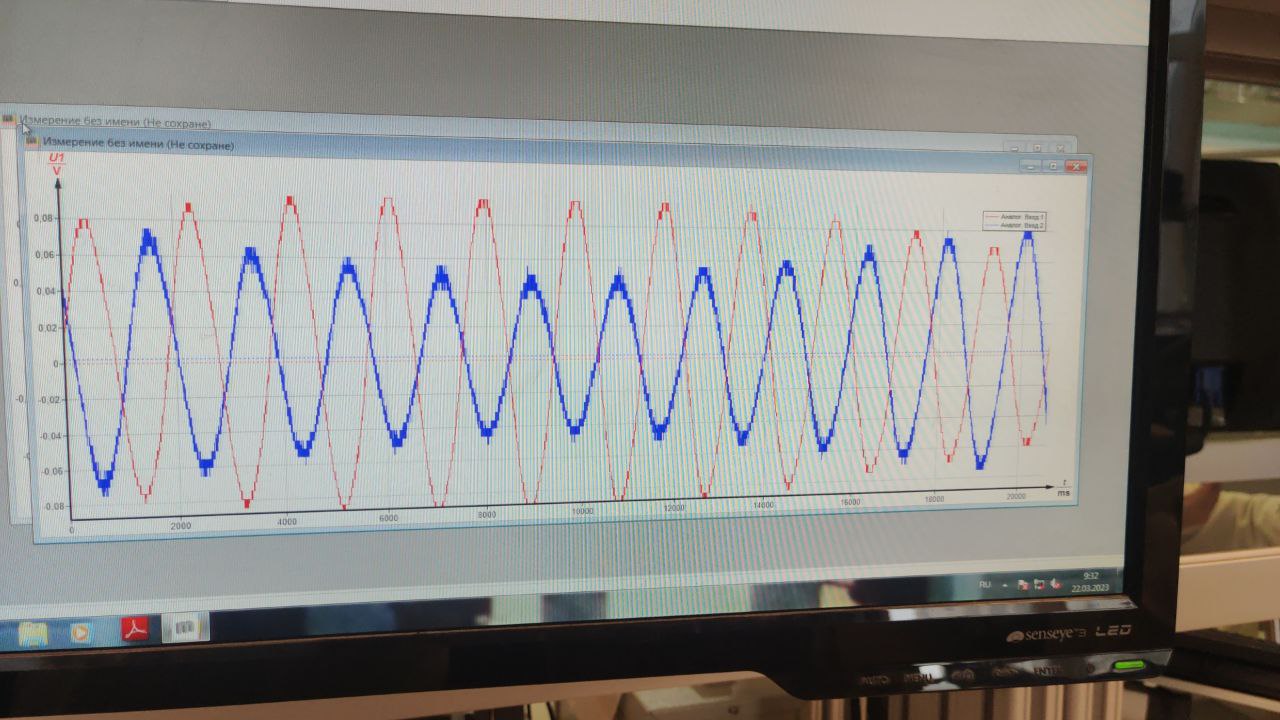 Измерение без имени (Не сохране)
Измерение без имени (Не сохране)
U1
V
0,08
0,06
0,04
0,02
0
-0,02
-0,04
-0,06
-0,08
Аналог. Вход 1
Аналог. Вход 2
t
ms
0
2000
4000
6000
8000
10000
12000
14000
16000
18000
20000
RU
9:32
22.03.2023
senseye 3 LED
AUTO MENU ENTER